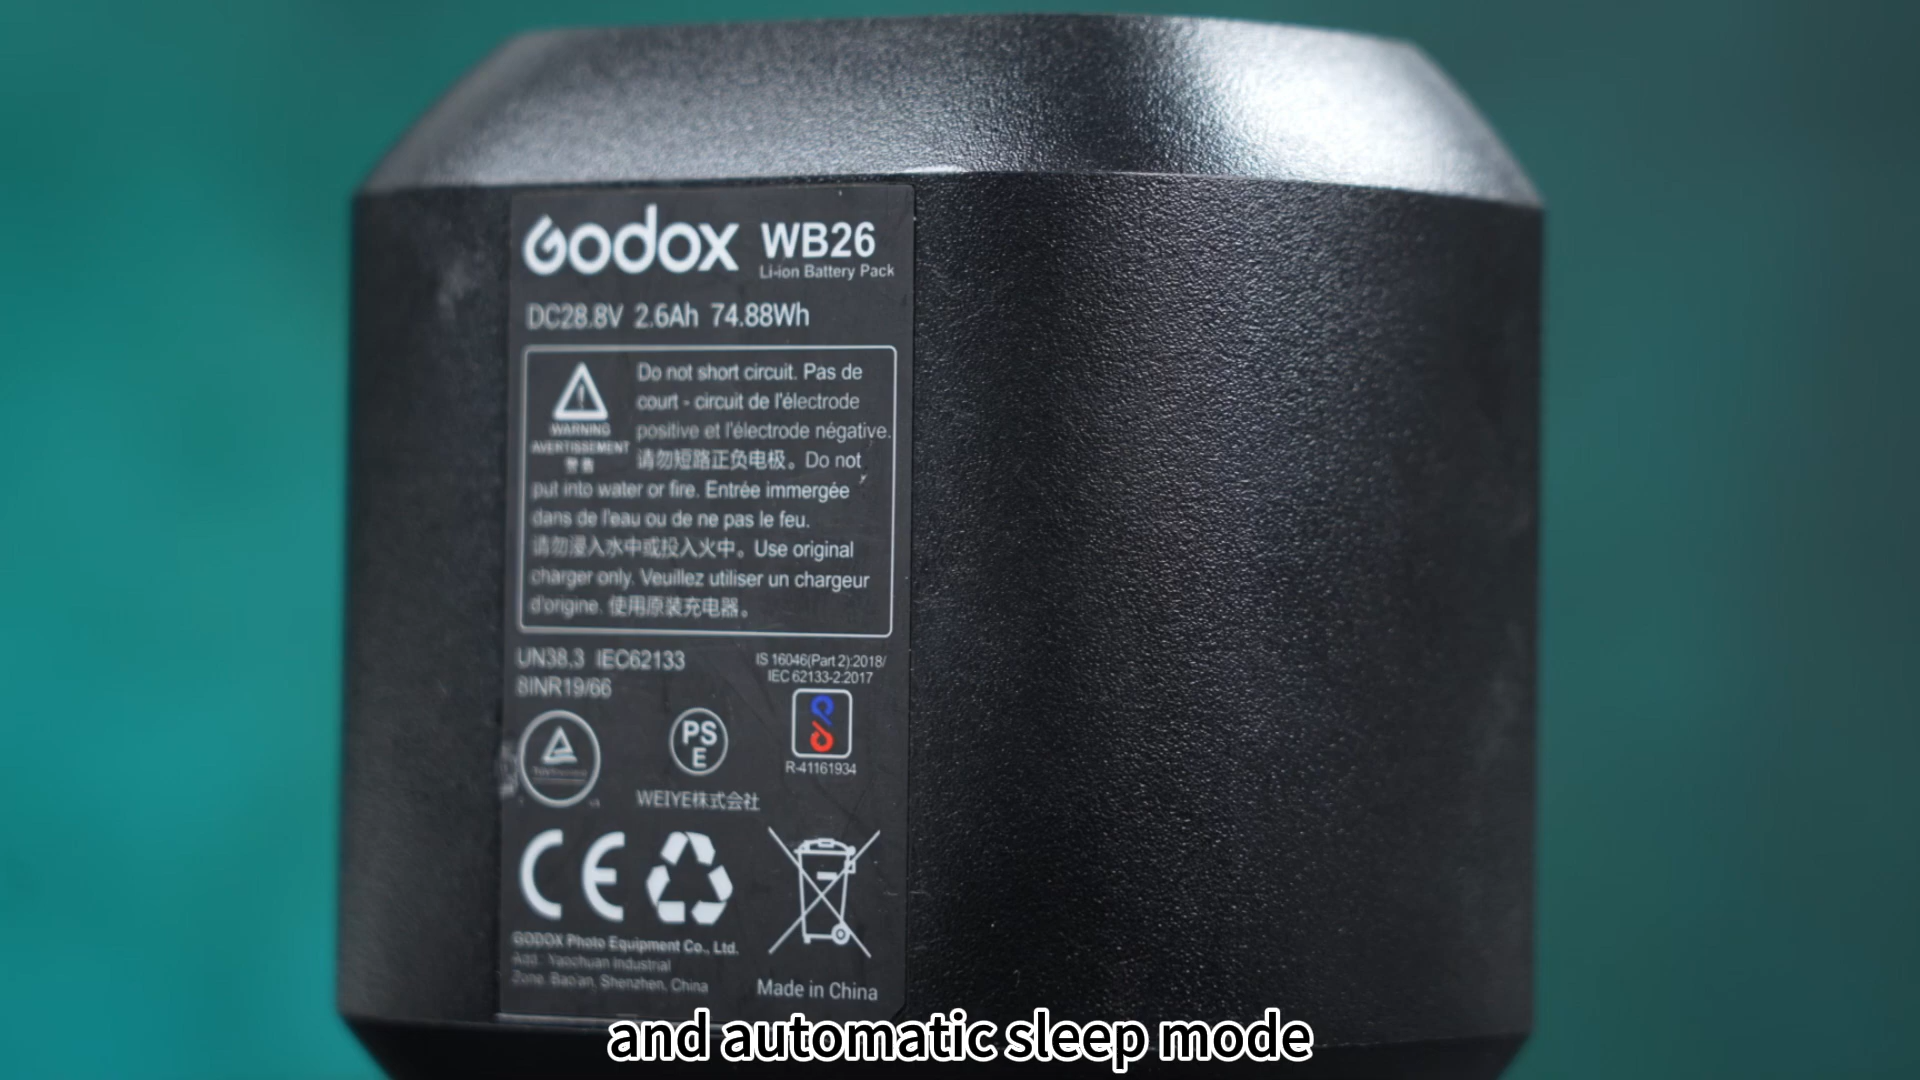 Godox WB26
Li-ion Battery Pack
DC28.8V 2.6Ah 74.88Wh
WARNING
AVERTISSEMENT
警告
Do not short circuit. Pas de
court - circuit de l'électrode
positive et l'électrode négative.
请勿短路正负电极。Do not
put into water or fire. Entrée immergée
dans de l'eau ou de ne pas le feu.
请勿浸入水中或投入火中。Use original
charger only. Veuillez utiliser un chargeur
d'origine. 使用原装充电器。
UN38.3 IEC62133
8INR19/66
IS 16046(Part 2):2018/
IEC 62133-2:2017
PS
E
R-41161934
WEIYE株式会社
CE
GODOX Photo Equipment Co., Ltd.
Add.: Yaochuan Industrial
Zone, Bao'an, Shenzhen, China
Made in China
and automatic sleep mode